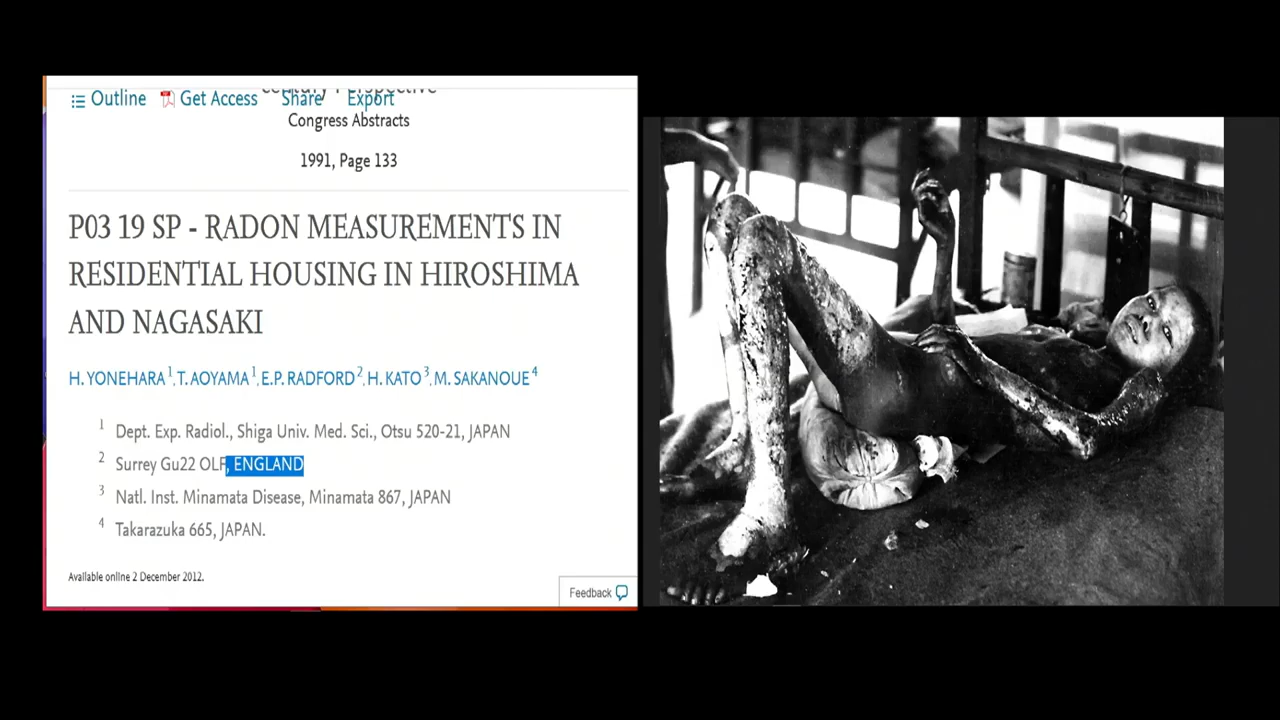 Outline Get Access Share Export
Congress Abstracts
1991, Page 133
P03 19 SP - RADON MEASUREMENTS IN
RESIDENTIAL HOUSING IN HIROSHIMA
AND NAGASAKI
H. YONEHARA 1, T. AOYAMA 1, E.P. RADFORD 2, H. KATO 3, M. SAKANOUE 4
1 Dept. Exp. Radiol., Shiga Univ. Med. Sci., Otsu 520-21, JAPAN
2 Surrey Gu22 OLF, ENGLAND
3 Natl. Inst. Minamata Disease, Minamata 867, JAPAN
4 Takarazuka 665, JAPAN.
Available online 2 December 2012.
Feedback